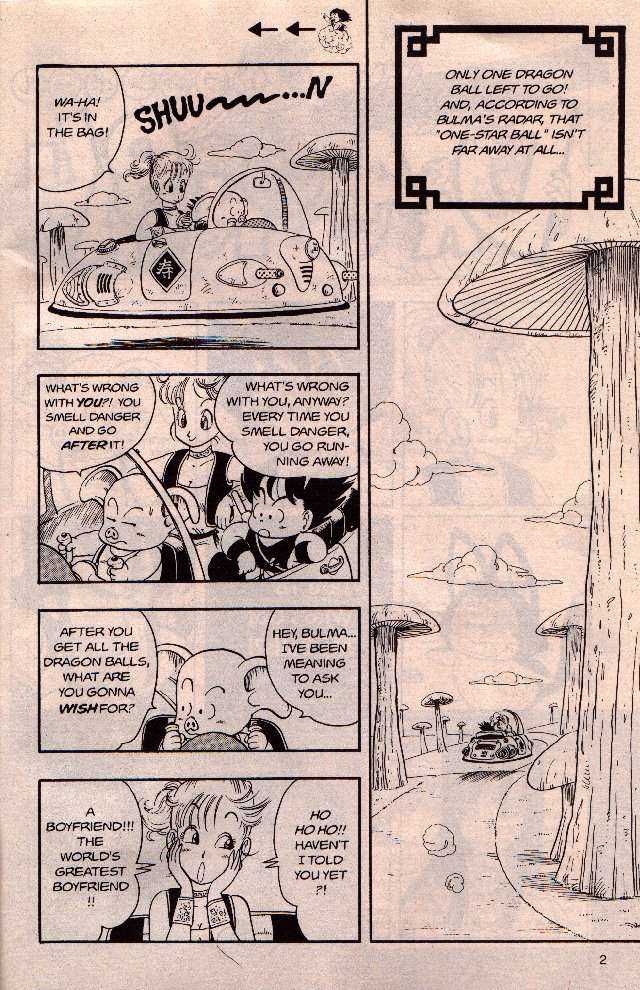 ONLY ONE DRAGON
BALL LEFT TO GO!
AND, ACCORDING TO
BULMA'S RADAR, THAT
"ONE-STAR BALL" ISN'T
FAR AWAY AT ALL...
WA-HA!
IT'S IN
THE BAG!
SHUU~~...N
寿
WHAT'S WRONG
WITH YOU, ANYWAY?
EVERY TIME YOU
SMELL DANGER,
YOU GO RUN-
NING AWAY!
WHAT'S WRONG
WITH YOU?! YOU
SMELL DANGER
AND GO
AFTER IT!
HEY, BULMA...
I'VE BEEN
MEANING
TO ASK
YOU...
AFTER YOU
GET ALL THE
DRAGON BALLS,
WHAT ARE
YOU GONNA
WISH FOR?
HO
HO HO!!
HAVEN'T
I TOLD
YOU YET
?!
A
BOYFRIEND!!!
THE
WORLD'S
GREATEST
BOYFRIEND
!!
2